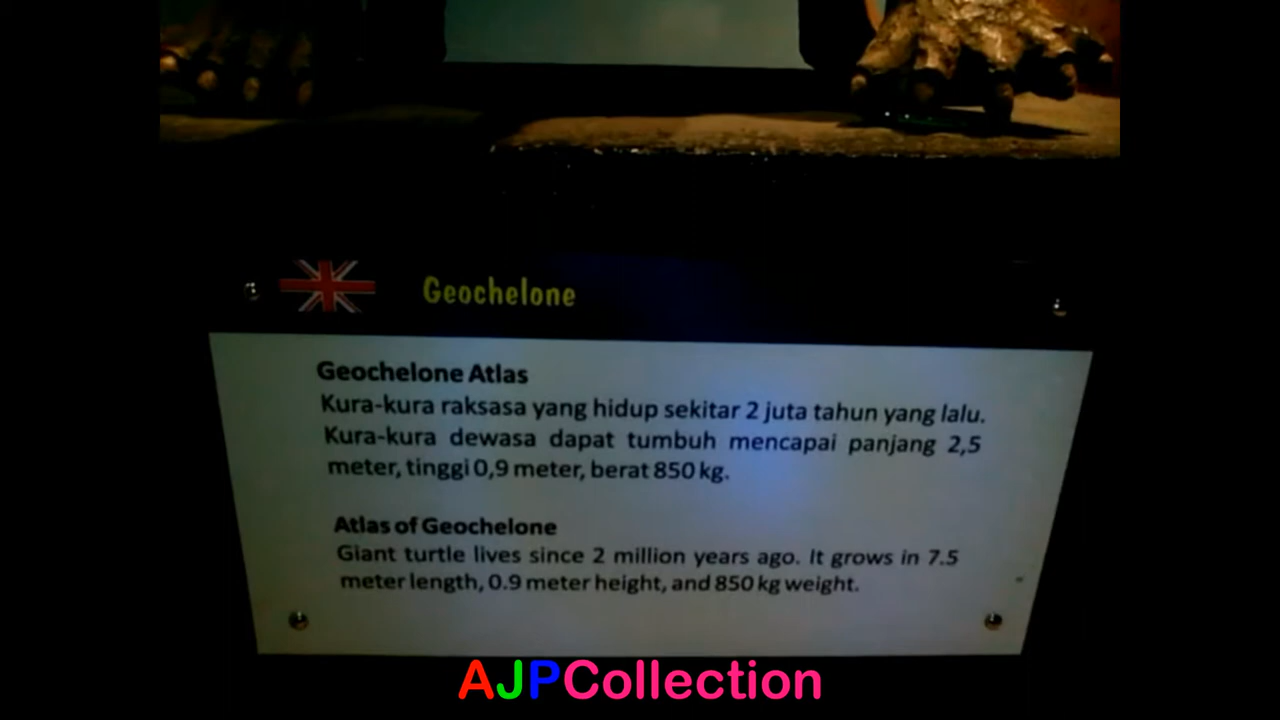 Geochelone
Geochelone Atlas
Kura-kura raksasa yang hidup sekitar 2 juta tahun yang lalu.
Kura-kura dewasa dapat tumbuh mencapai panjang 2,5
meter, tinggi 0,9 meter, berat 850 kg.
Atlas of Geochelone
Giant turtle lives since 2 million years ago. It grows in 7.5
meter length, 0.9 meter height, and 850 kg weight.
AJPCollection